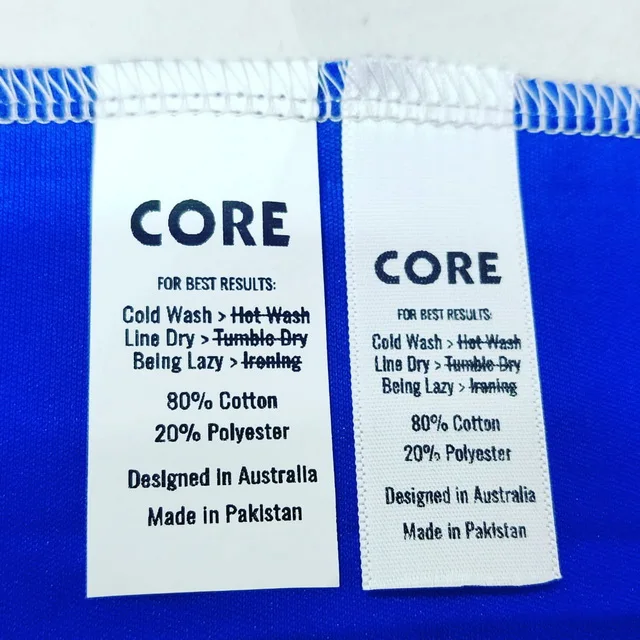 CORE
FOR BEST RESULTS:
Cold Wash > Hot Wash
Line Dry > Tumble Dry
Being Lazy > Ironing
80% Cotton
20% Polyester
Designed in Australia
Made in Pakistan
CORE
FOR BEST RESULTS:
Cold Wash > Hot Wash
Line Dry > Tumble Dry
Being Lazy > Ironing
80% Cotton
20% Polyester
Designed in Australia
Made in Pakistan